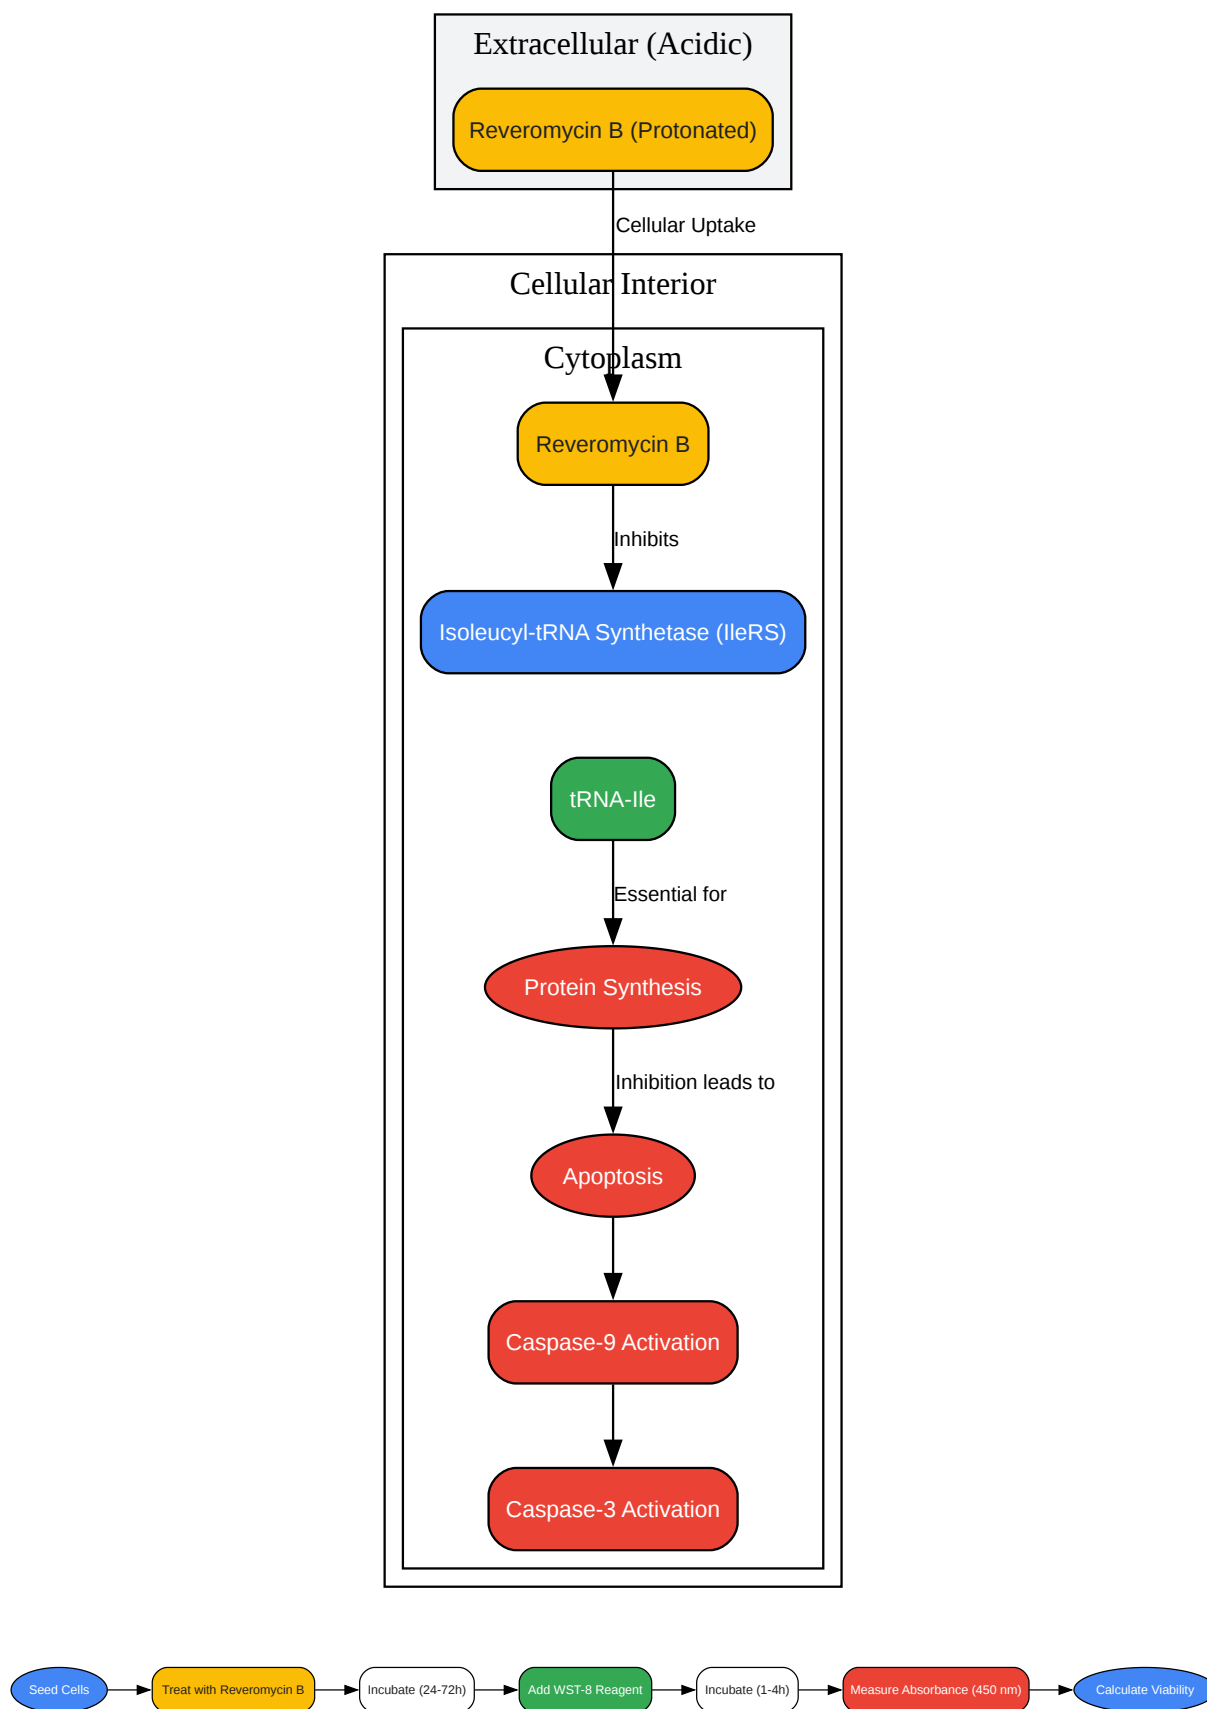 Extracellular (Acidic)
Reveromycin B (Protonated)
Cellular Uptake
Cellular Interior
Cytoplasm
Reveromycin B
Inhibits
Isoleucyl-tRNA Synthetase (IleRS)
tRNA-Ile
Essential for
Protein Synthesis
Inhibition leads to
Apoptosis
Caspase-9 Activation
Caspase-3 Activation
Seed Cells
Treat with Reveromycin B
Incubate (24-72h)
Add WST-8 Reagent
Incubate (1-4h)
Measure Absorbance (450 nm)
Calculate Viability